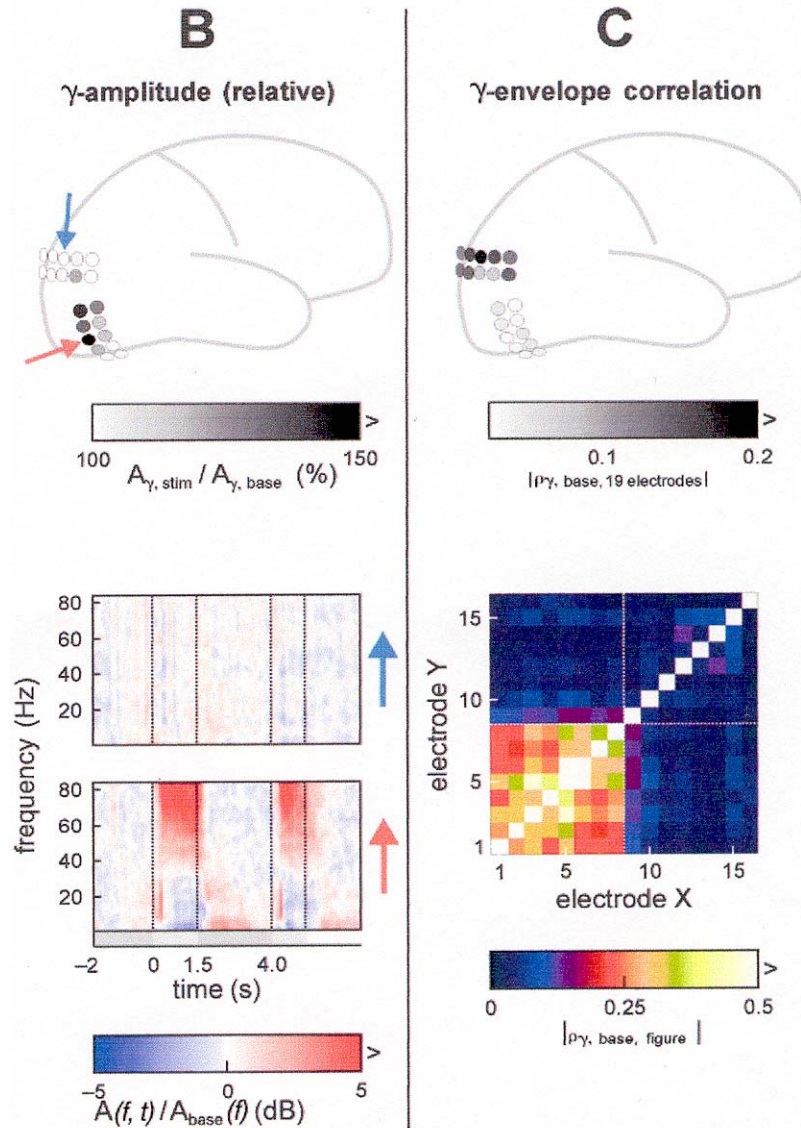 B
γ-amplitude (relative)
100
150
>
Aγ, stim / Aγ, base (%)
80
60
40
20
80
60
40
20
frequency (Hz)
–2
0
1.5
4.0
time (s)
–5
0
5
>
A(f, t) / Abase(f) (dB)
C
γ-envelope correlation
0.1
0.2
>
|ργ, base, 19 electrodes|
15
10
5
1
electrode Y
1
5
10
15
electrode X
0
0.25
0.5
>
|ργ, base, figure |